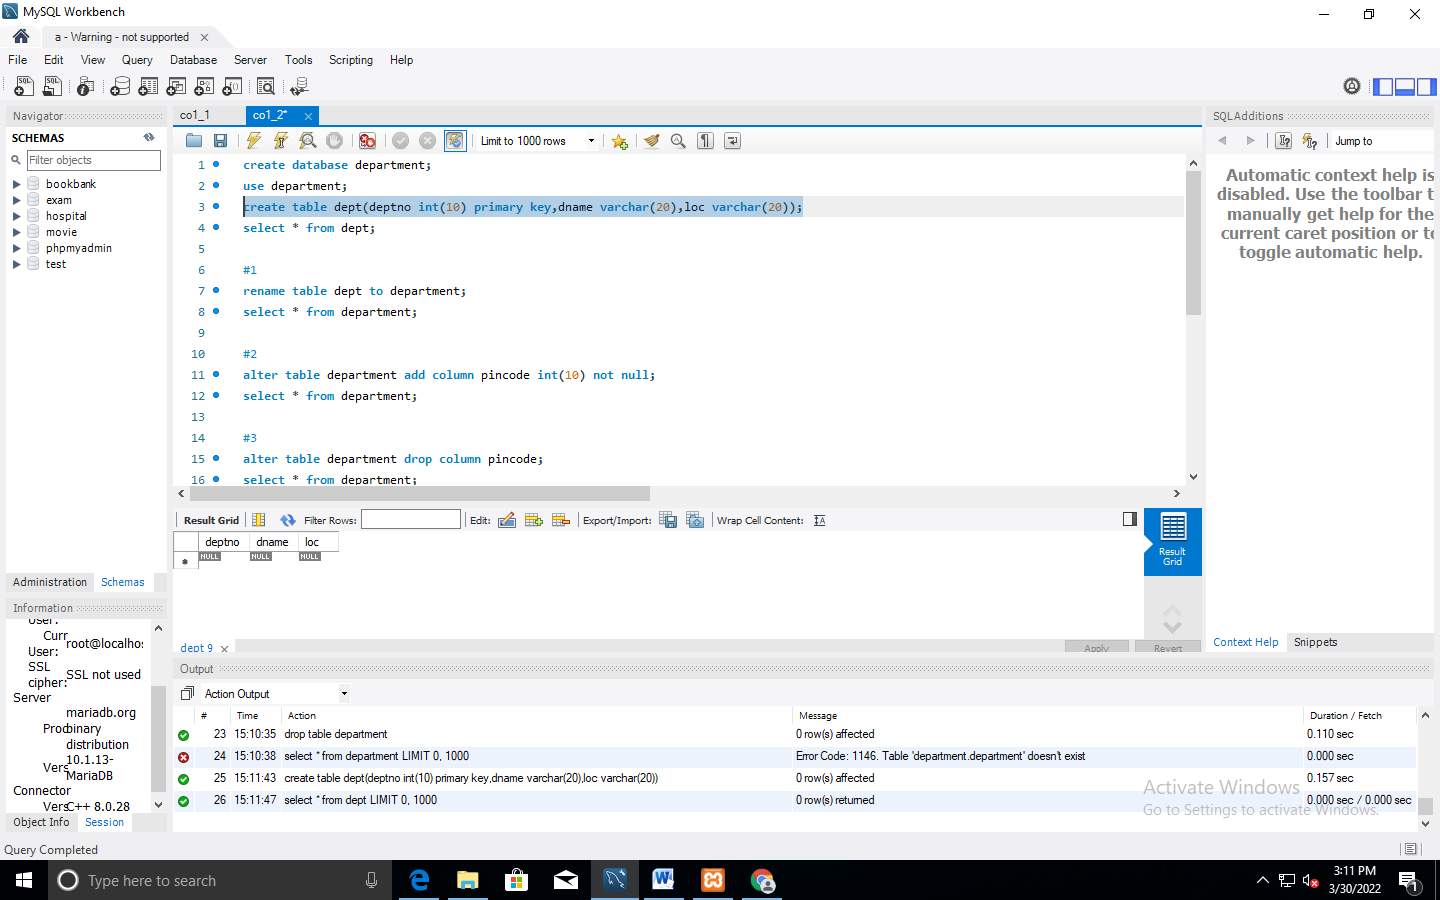 MySQL Workbench
a - Warning - not supported
File Edit View Query Database Server Tools Scripting Help
Navigator
SCHEMAS
Filter objects
bookbank
exam
hospital
movie
phpmyadmin
test
Administration Schemas
Information
User:
Curr
User: root@localho
SSL
cipher: SSL not used
Server
mariadb.org
binary
distribution
10.1.13-
Vers MariaDB
Connector
Vers C++ 8.0.28
Object Info Session
Query Completed
co1_1 co1_2*
Limit to 1000 rows
1 create database department;
2 use department;
3 create table dept(deptno int(10) primary key,dname varchar(20),loc varchar(20));
4 select * from dept;
5
6 #1
7 rename table dept to department;
8 select * from department;
9
10 #2
11 alter table department add column pincode int(10) not null;
12 select * from department;
13
14 #3
15 alter table department drop column pincode;
16 select * from department;
Result Grid Filter Rows: Edit: Export/Import: Wrap Cell Content:
deptno dname loc
NULL NULL NULL
Result
Grid
dept 9 Apply Revert
SQLAdditions
Jump to
Automatic context help is
disabled. Use the toolbar t
manually get help for the
current caret position or to
toggle automatic help.
Context Help Snippets
Output
Action Output
# Time Action Message Duration / Fetch
23 15:10:35 drop table department 0 row(s) affected 0.110 sec
24 15:10:38 select * from department LIMIT 0, 1000 Error Code: 1146. Table 'department.department' doesn't exist 0.000 sec
25 15:11:43 create table dept(deptno int(10) primary key,dname varchar(20),loc varchar(20)) 0 row(s) affected 0.157 sec
26 15:11:47 select * from dept LIMIT 0, 1000 0 row(s) returned 0.000 sec / 0.000 sec
Activate Windows
Go to Settings to activate Windows.
Type here to search
3:11 PM
3/30/2022
1